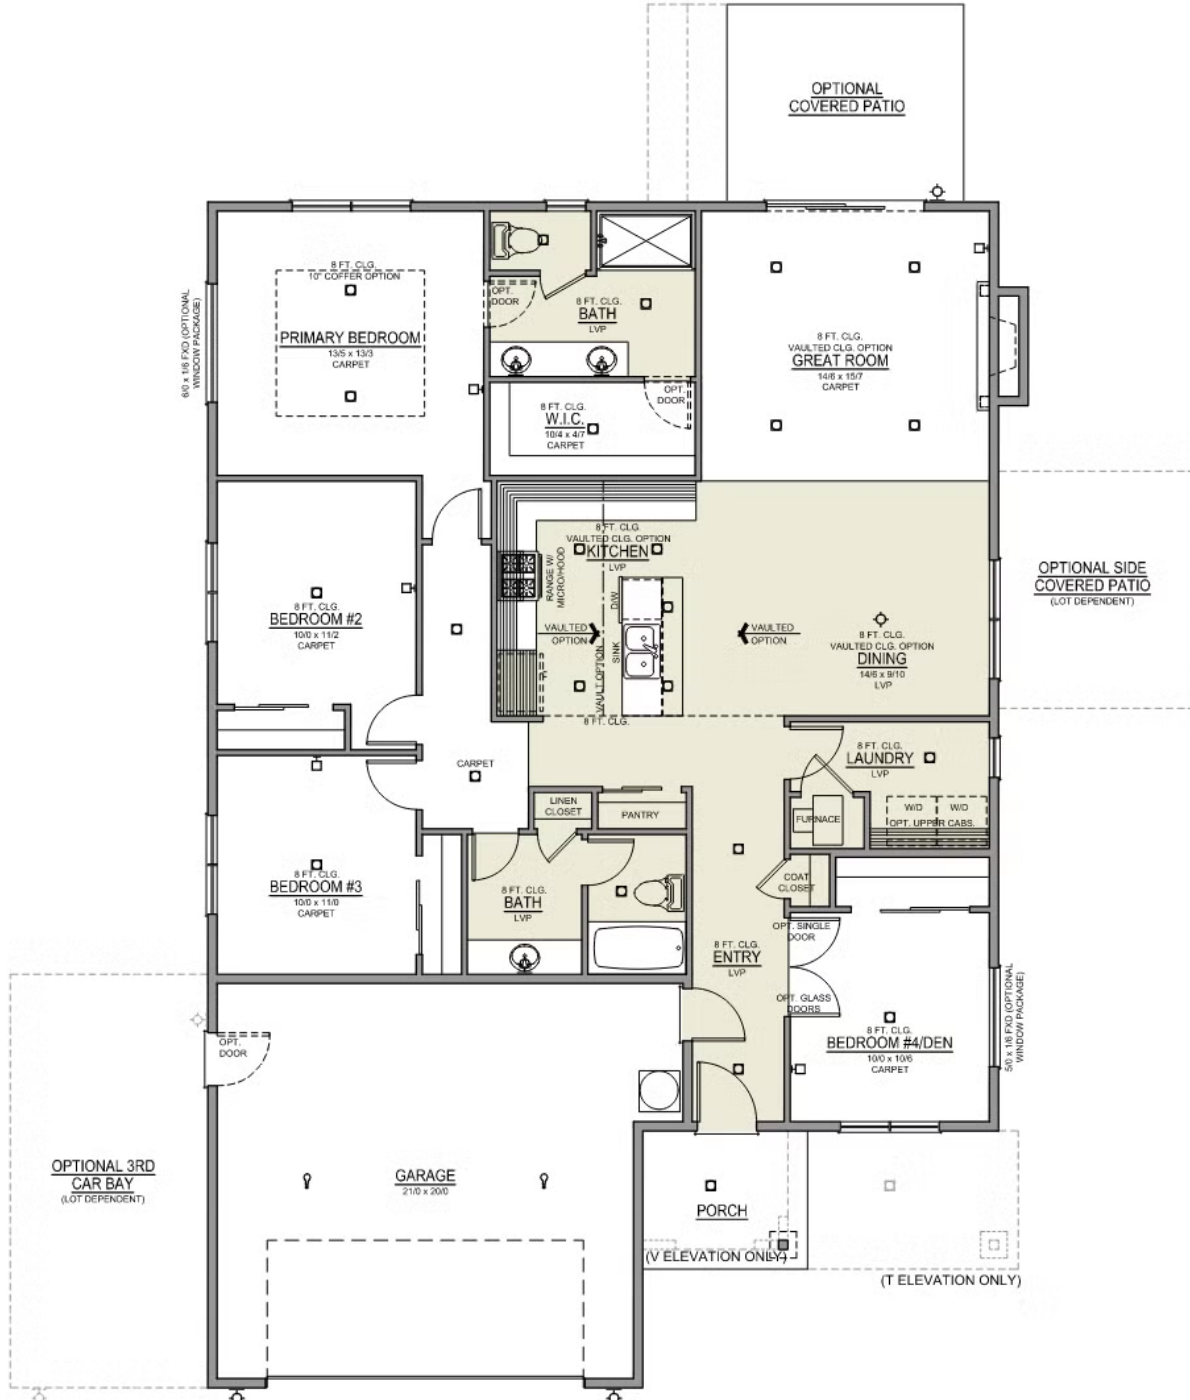 OPTIONAL
COVERED PATIO
8 FT. CLG.
10" COFFER OPTION
PRIMARY BEDROOM
13/5 x 13/3
CARPET
6/0 x 1/6 FXD (OPTIONAL
WINDOW PACKAGE)
OPT.
DOOR
8 FT. CLG.
BATH
LVP
8 FT. CLG.
VAULTED CLG. OPTION
GREAT ROOM
14/6 x 15/7
CARPET
OPT.
DOOR
8 FT. CLG.
W.I.C.
10/4 x 4/7
CARPET
8 FT. CLG.
VAULTED CLG. OPTION
KITCHEN
LVP
RANGE W/
MICRO/HOOD
D/W
SINK
VAULTED
OPTION
VAULT OPTION
VAULTED
OPTION
8 FT. CLG.
VAULTED CLG. OPTION
DINING
14/6 x 9/10
LVP
OPTIONAL SIDE
COVERED PATIO
(LOT DEPENDENT)
8 FT. CLG.
BEDROOM #2
10/0 x 11/2
CARPET
8 FT. CLG.
CARPET
8 FT. CLG.
LAUNDRY
LVP
W/D
W/D
OPT. UPPER CABS.
FURNACE
LINEN
CLOSET
PANTRY
8 FT. CLG.
BEDROOM #3
10/0 x 11/0
CARPET
8 FT. CLG.
BATH
LVP
COAT
CLOSET
8 FT. CLG.
ENTRY
LVP
OPT. SINGLE
DOOR
OPT. GLASS
DOORS
8 FT. CLG.
BEDROOM #4/DEN
10/0 x 10/6
CARPET
5/0 x 1/6 FXD (OPTIONAL
WINDOW PACKAGE)
OPT.
DOOR
OPTIONAL 3RD
CAR BAY
(LOT DEPENDENT)
GARAGE
21/0 x 20/0
PORCH
(V ELEVATION ONLY)
(T ELEVATION ONLY)